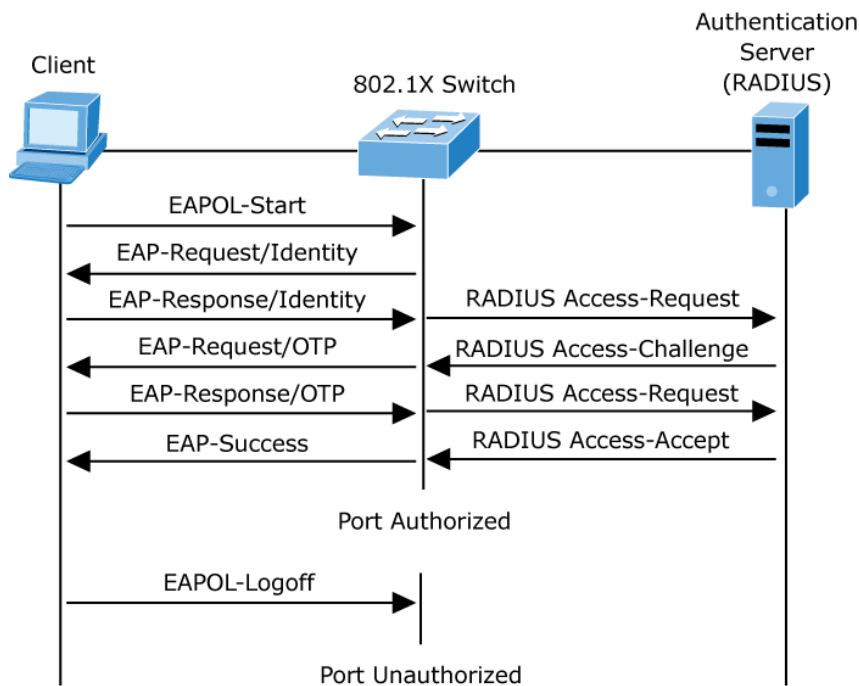 Authentication
Server
(RADIUS)
Client
802.1X Switch
EAPOL-Start
EAP-Request/Identity
EAP-Response/Identity
RADIUS Access-Request
EAP-Request/OTP
RADIUS Access-Challenge
EAP-Response/OTP
RADIUS Access-Request
EAP-Success
RADIUS Access-Accept
Port Authorized
EAPOL-Logoff
Port Unauthorized